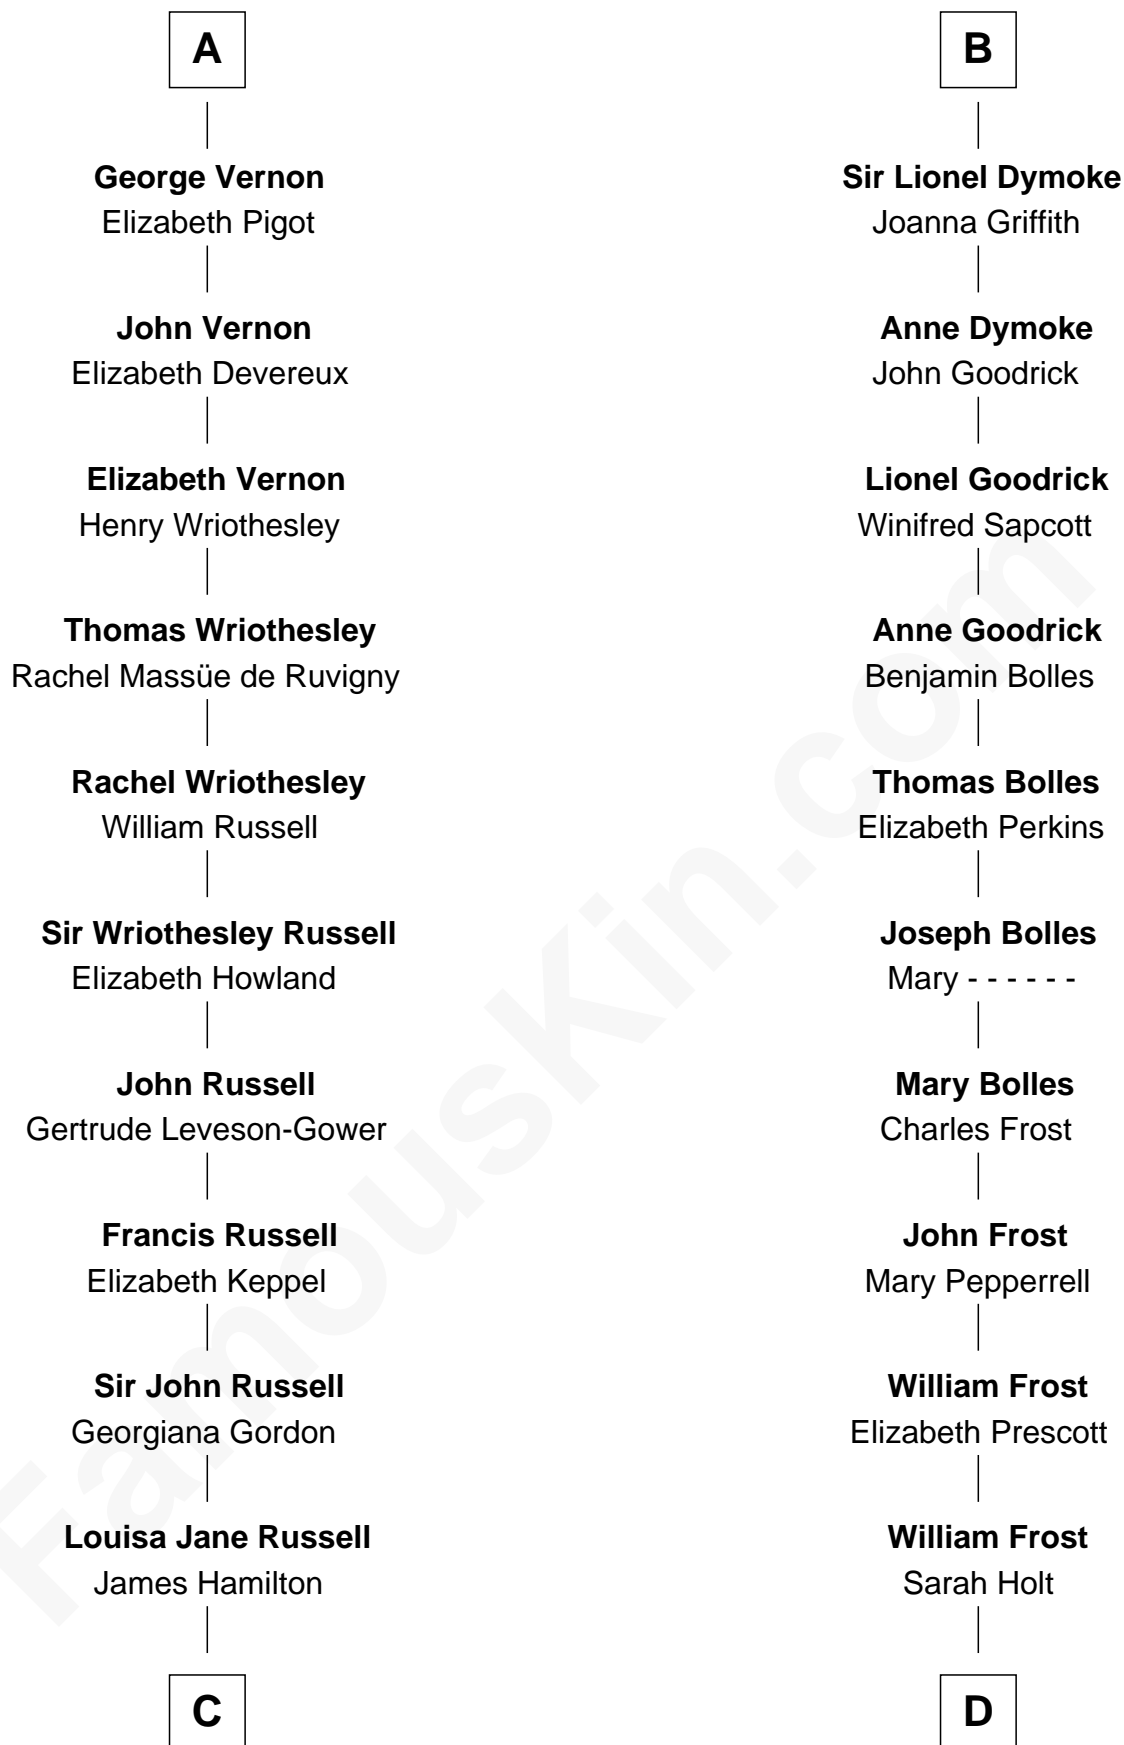 A
George Vernon
Elizabeth Pigot
John Vernon
Elizabeth Devereux
Elizabeth Vernon
Henry Wriothesley
Thomas Wriothesley
Rachel Massüe de Ruvigny
Rachel Wriothesley
William Russell
Sir Wriothesley Russell
Elizabeth Howland
John Russell
Gertrude Leveson-Gower
Francis Russell
Elizabeth Keppel
Sir John Russell
Georgiana Gordon
Louisa Jane Russell
James Hamilton
C
B
Sir Lionel Dymoke
Joanna Griffith
Anne Dymoke
John Goodrick
Lionel Goodrick
Winifred Sapcott
Anne Goodrick
Benjamin Bolles
Thomas Bolles
Elizabeth Perkins
Joseph Bolles
Mary - - - - - -
Mary Bolles
Charles Frost
John Frost
Mary Pepperrell
William Frost
Elizabeth Prescott
William Frost
Sarah Holt
D
FamousKin.com